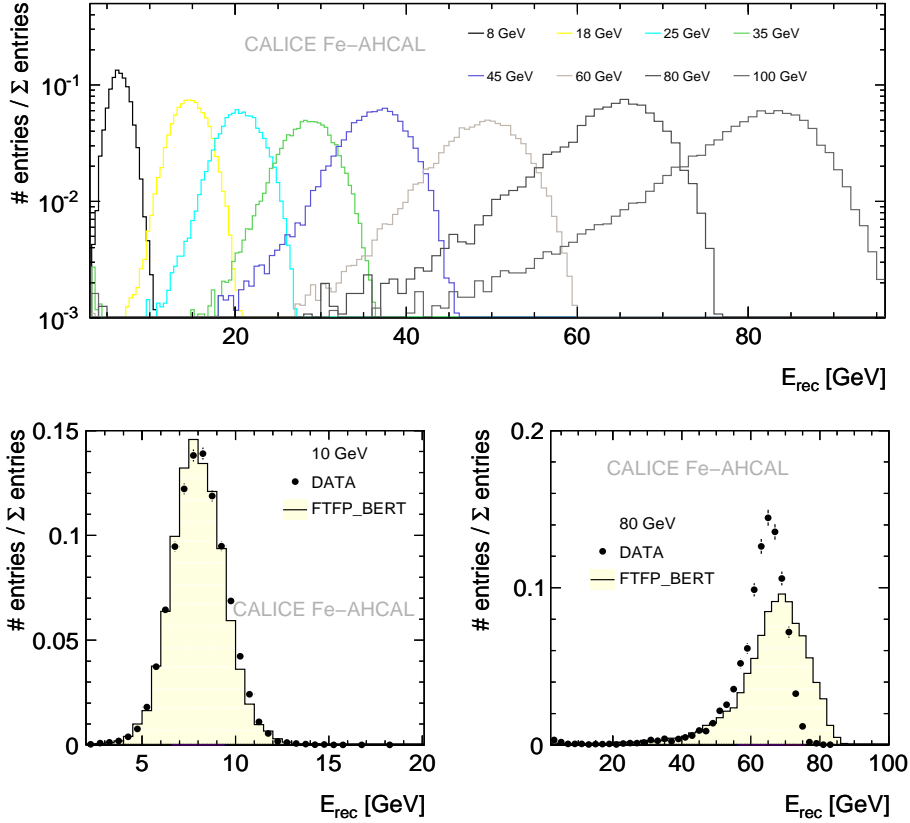 # entries / Σ entries
CALICE Fe−AHCAL
8 GeV
18 GeV
25 GeV
35 GeV
45 GeV
60 GeV
80 GeV
100 GeV
10⁻¹
10⁻²
10⁻³
20 40 60 80
E_rec [GeV]
# entries / Σ entries
0.15
0.1
0.05
0
10 GeV
DATA
FTFP_BERT
CALICE Fe−AHCAL
5 10 15 20
E_rec [GeV]
# entries / Σ entries
0.2
0.1
0
CALICE Fe−AHCAL
80 GeV
DATA
FTFP_BERT
20 40 60 80 100
E_rec [GeV]